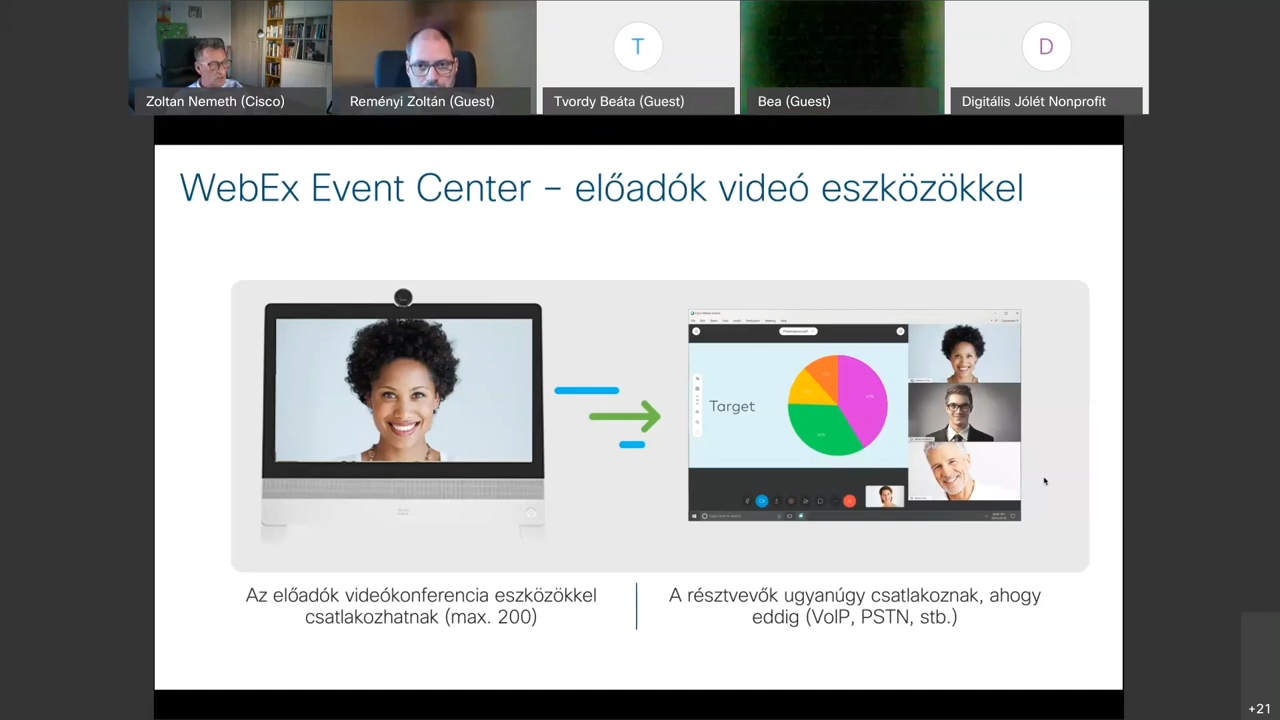 Zoltan Nemeth (Cisco)
Reményi Zoltán (Guest)
T
Tvordy Beáta (Guest)
Bea (Guest)
D
Digitális Jólét Nonprofit
WebEx Event Center – előadók videó eszközökkel
Target
Az előadók videókonferencia eszközökkel
csatlakozhatnak (max. 200)
A résztvevők ugyanúgy csatlakoznak, ahogy
eddig (VoIP, PSTN, stb.)
+21